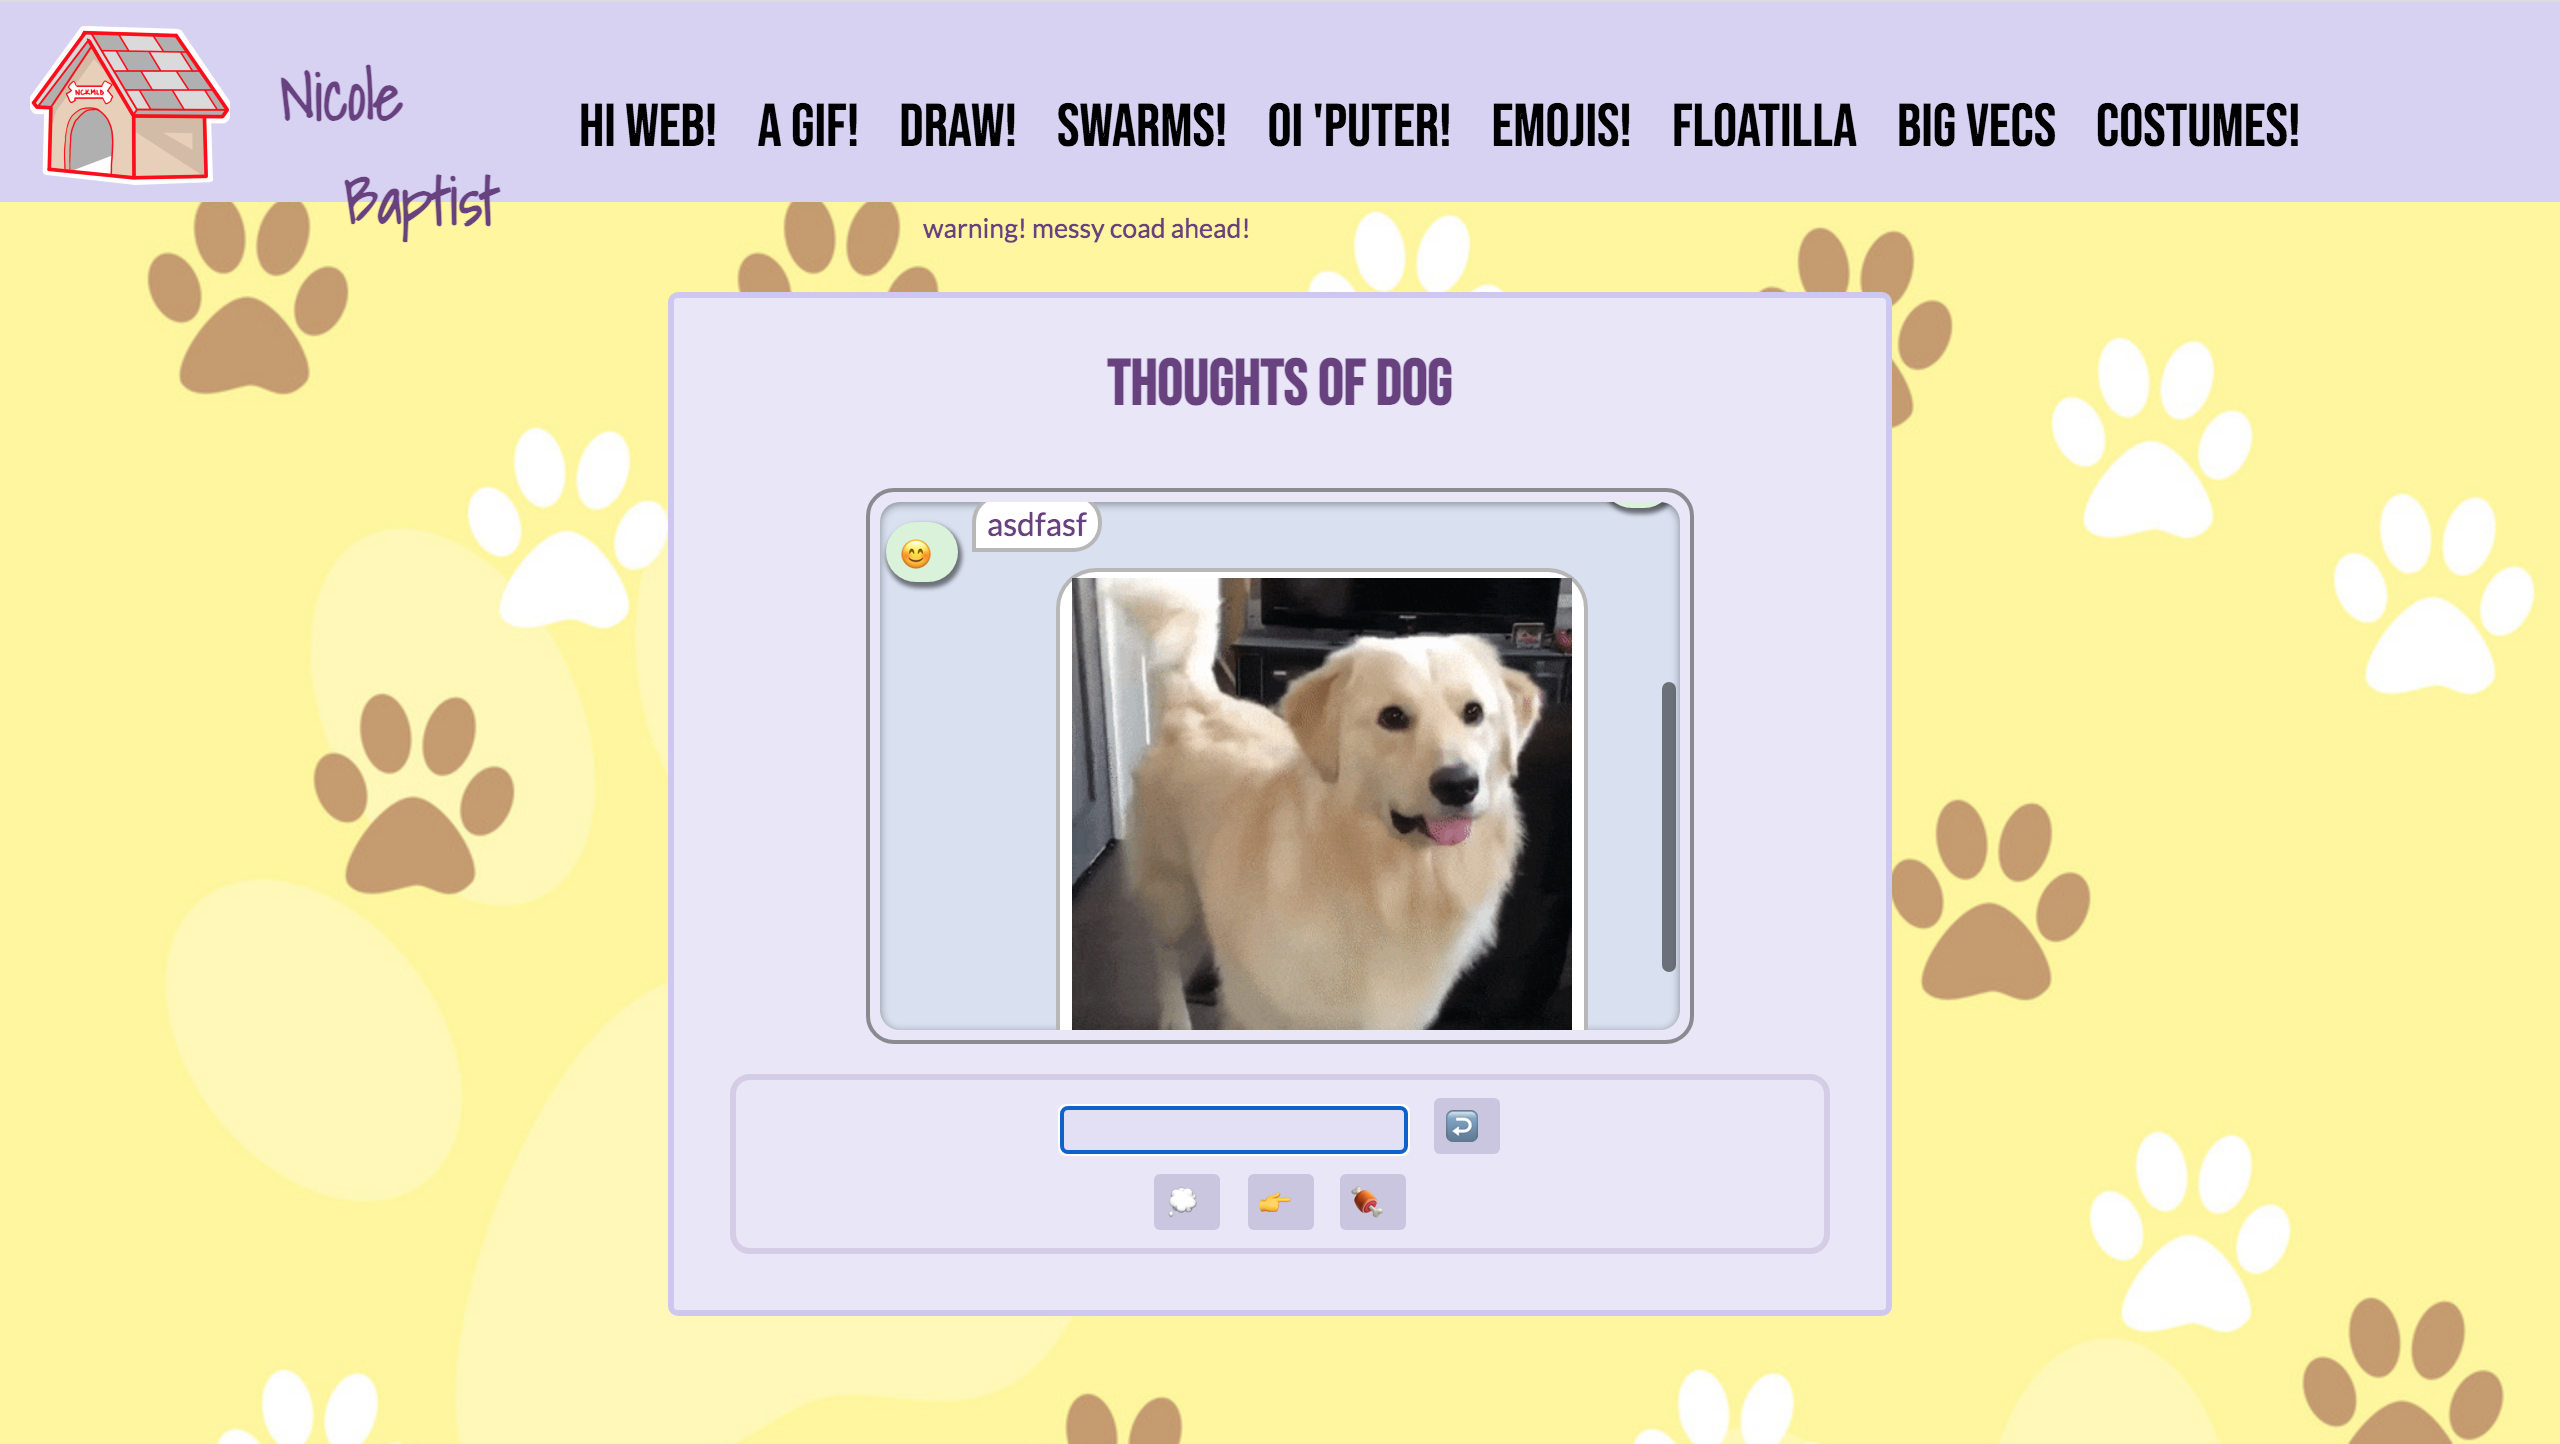 NCKMLB
Nicole
Baptist
HI WEB! A GIF! DRAW! SWARMS! OI 'PUTER! EMOJIS! FLOATILLA BIG VECS COSTUMES!
warning! messy coad ahead!
THOUGHTS OF DOG
asdfasf